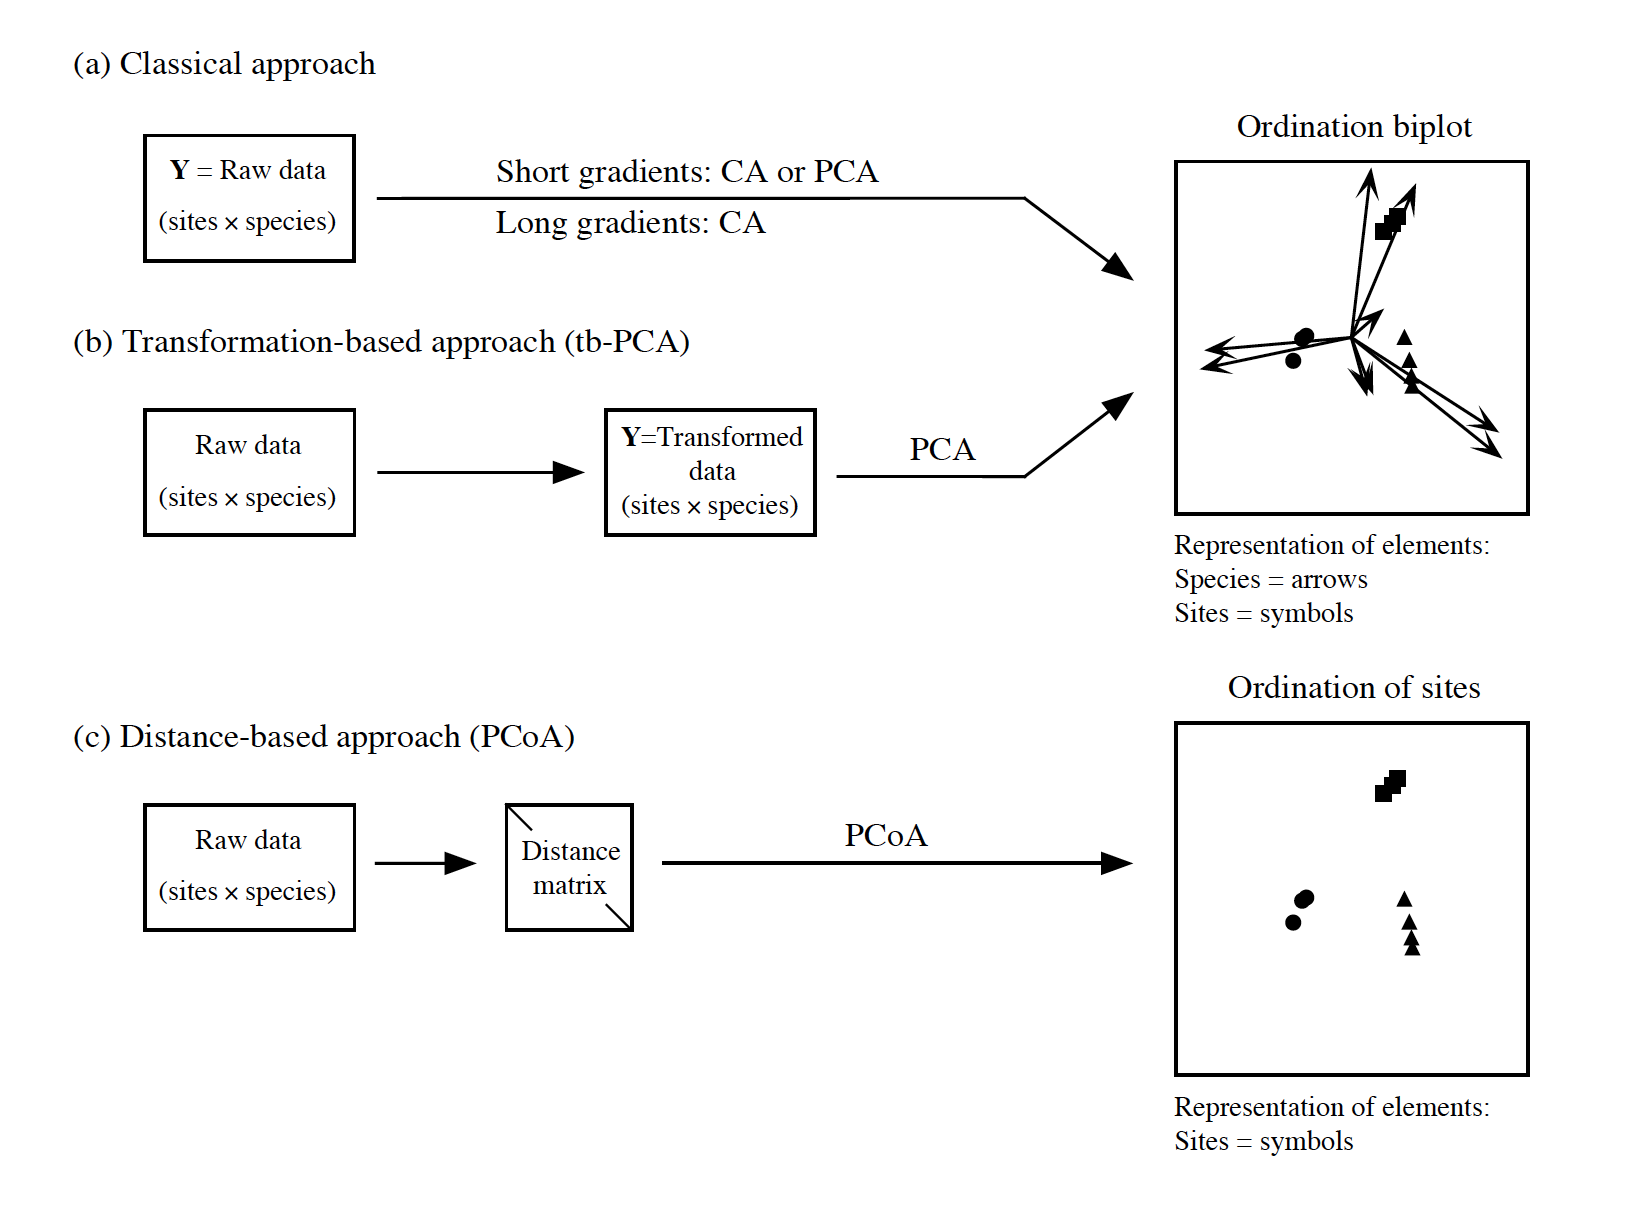 (a) Classical approach
Ordination biplot
Y = Raw data
(sites × species)
Short gradients: CA or PCA
Long gradients: CA
(b) Transformation-based approach (tb-PCA)
Raw data
(sites × species)
Y=Transformed
data
(sites × species)
PCA
Representation of elements:
Species = arrows
Sites = symbols
Ordination of sites
(c) Distance-based approach (PCoA)
Raw data
(sites × species)
Distance
matrix
PCoA
Representation of elements:
Sites = symbols